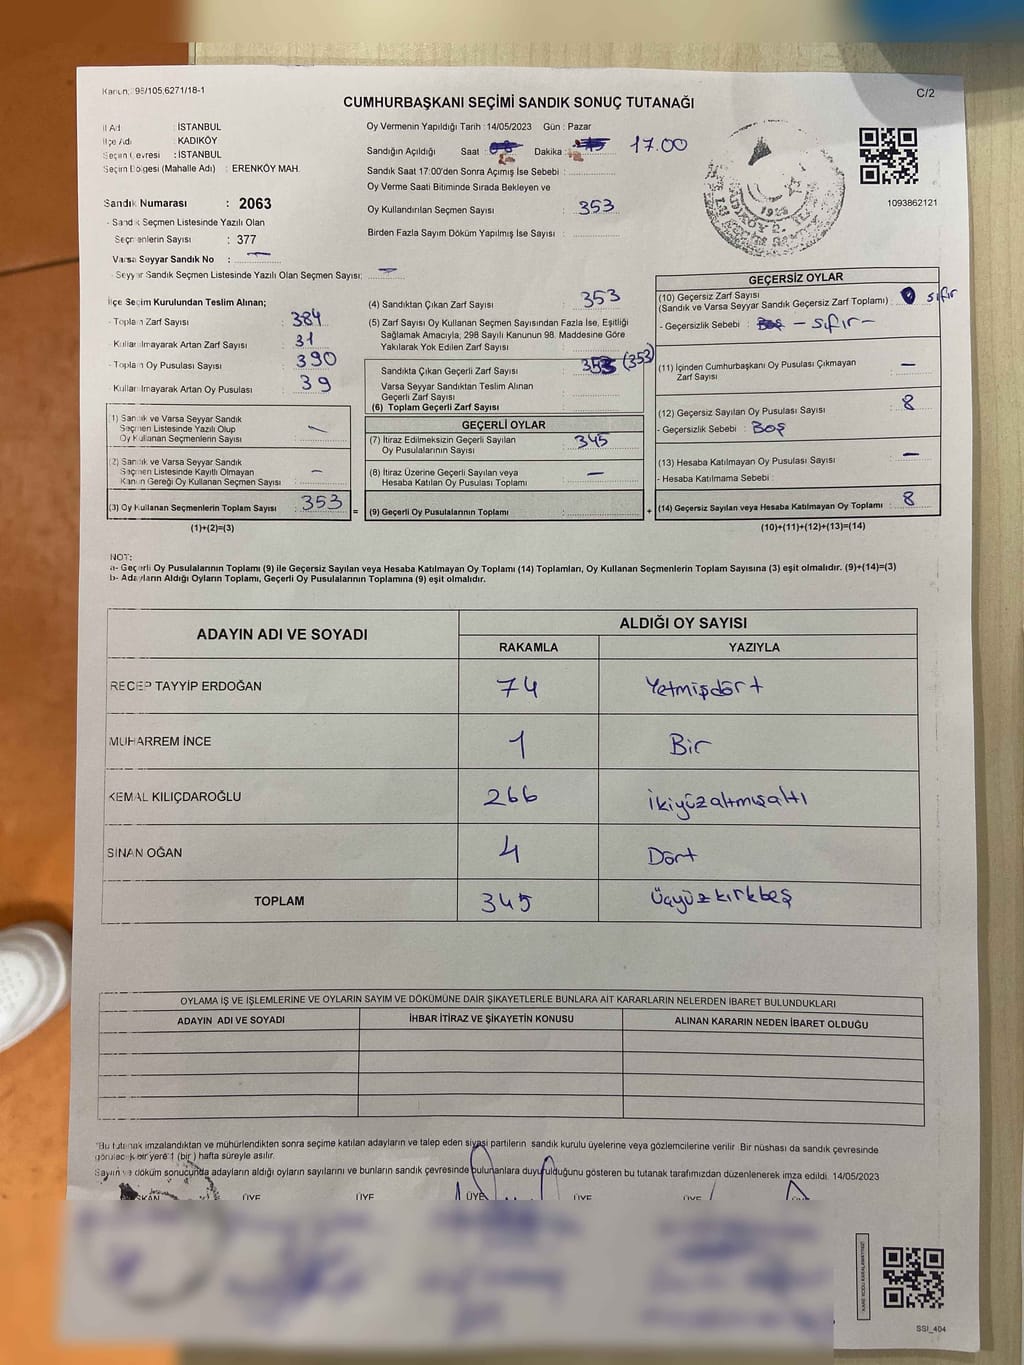 Kanun: 98/105,6271/18-1
C/2
CUMHURBAŞKANI SEÇİMİ SANDIK SONUÇ TUTANAĞI
İl Adı : İSTANBUL
İlçe Adı : KADIKÖY
Seçim Çevresi : İSTANBUL
Seçim Bölgesi (Mahalle Adı) : ERENKÖY MAH.
Sandık Numarası : 2063
- Sandık Seçmen Listesinde Yazılı Olan
Seçmenlerin Sayısı : 377
Varsa Seyyar Sandık No : —
- Seyyar Sandık Seçmen Listesinde Yazılı Olan Seçmen Sayısı: —
Oy Vermenin Yapıldığı Tarih : 14/05/2023 Gün : Pazar
Sandığın Açıldığı Saat : Dakika : 17.00
Sandık Saat 17:00'den Sonra Açımış İse Sebebi :
Oy Verme Saati Bitiminde Sırada Bekleyen ve
Oy Kullandırılan Seçmen Sayısı : 353
Birden Fazla Sayım Döküm Yapılmış İse Sayısı :
1093862121
İlçe Seçim Kurulundan Teslim Alınan;
- Toplam Zarf Sayısı : 384
- Kullanılmayarak Artan Zarf Sayısı : 31
- Toplam Oy Pusulası Sayısı : 390
- Kullanılmayarak Artan Oy Pusulası : 39
(1) Sandık ve Varsa Seyyar Sandık
Seçmen Listesinde Yazılı Olup
Oy Kullanan Seçmenlerin Sayısı : —
(2) Sandık ve Varsa Seyyar Sandık
Seçmen Listesinde Kayıtlı Olmayan
Kanun Gereği Oy Kullanan Seçmen Sayısı : —
(3) Oy Kullanan Seçmenlerin Toplam Sayısı : 353
(1)+(2)=(3)
(4) Sandıktan Çıkan Zarf Sayısı : 353
(5) Zarf Sayısı Oy Kullanan Seçmen Sayısından Fazla İse, Eşitliği
Sağlamak Amacıyla, 298 Sayılı Kanunun 98. Maddesine Göre
Yakılarak Yok Edilen Zarf Sayısı :
Sandıkta Çıkan Geçerli Zarf Sayısı : 353 (353)
Varsa Seyyar Sandıktan Teslim Alınan
Geçerli Zarf Sayısı :
(6) Toplam Geçerli Zarf Sayısı :
GEÇERLİ OYLAR
(7) İtiraz Edilmeksizin Geçerli Sayılan
Oy Pusulalarının Sayısı : 345
(8) İtiraz Üzerine Geçerli Sayılan veya
Hesaba Katılan Oy Pusulası Toplamı : —
= (9) Geçerli Oy Pusulalarının Toplamı : +
GEÇERSİZ OYLAR
(10) Geçersiz Zarf Sayısı
(Sandık ve Varsa Seyyar Sandık Geçersiz Zarf Toplamı) : sıfır
- Geçersizlik Sebebi : Boş – sıfır –
(11) İçinden Cumhurbaşkanı Oy Pusulası Çıkmayan
Zarf Sayısı : —
(12) Geçersiz Sayılan Oy Pusulası Sayısı : 8
- Geçersizlik Sebebi : Boş
(13) Hesaba Katılmayan Oy Pusulası Sayısı : —
- Hesaba Katılmama Sebebi :
(14) Geçersiz Sayılan veya Hesaba Katılmayan Oy Toplamı : 8
(10)+(11)+(12)+(13)=(14)
NOT:
a- Geçerli Oy Pusulalarının Toplamı (9) ile Geçersiz Sayılan veya Hesaba Katılmayan Oy Toplamı (14) Toplamları, Oy Kullanan Seçmenlerin Toplam Sayısına (3) eşit olmalıdır. (9)+(14)=(3)
b- Adayların Aldığı Oyların Toplamı, Geçerli Oy Pusulalarının Toplamına (9) eşit olmalıdır.
ADAYIN ADI VE SOYADI
ALDIĞI OY SAYISI
RAKAMLA YAZIYLA
RECEP TAYYİP ERDOĞAN 74 Yetmişdört
MUHARREM İNCE 1 Bir
KEMAL KILIÇDAROĞLU 266 İkiyüzaltmışaltı
SİNAN OĞAN 4 Dört
TOPLAM 345 Üçyüzkırkbeş
OYLAMA İŞ VE İŞLEMLERİNE VE OYLARIN SAYIM VE DÖKÜMÜNE DAİR ŞİKAYETLERLE BUNLARA AİT KARARLARIN NELERDEN İBARET BULUNDUKLARI
ADAYIN ADI VE SOYADI İHBAR İTİRAZ VE ŞİKAYETİN KONUSU ALINAN KARARIN NEDEN İBARET OLDUĞU
"Bu tutanak imzalandıktan ve mühürlendikten sonra seçime katılan adayların ve talep eden siyasi partilerin sandık kurulu üyelerine veya gözlemcilerine verilir. Bir nüshası da sandık çevresinde
görülecek bir yere 1 (bir) hafta süreyle asılır.
Sayım ve döküm sonucunda adayların aldığı oyların sayılarını ve bunların sandık çevresinde bulunanlara duyurulduğunu gösteren bu tutanak tarafımızdan düzenlenerek imza edildi. 14/05/2023
ÜYE ÜYE ÜYE ÜYE ÜYE
SSI_404